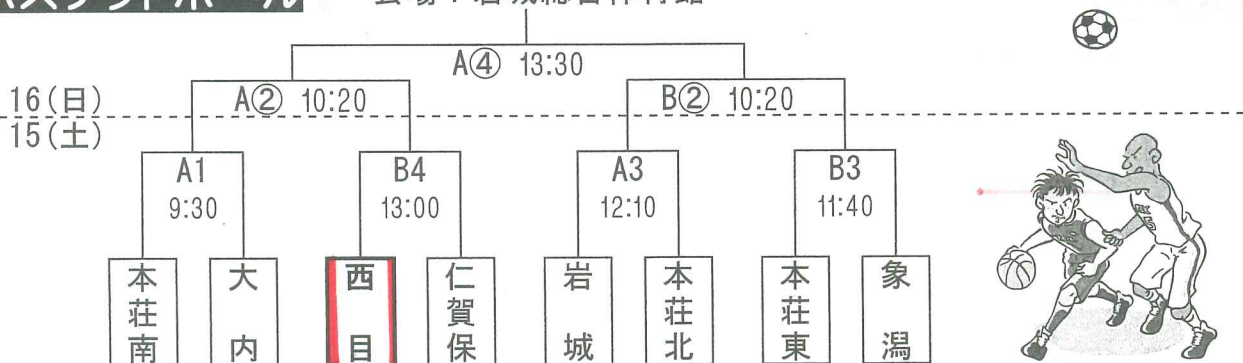 バスケットボール
会場：岩城総合体育館
A④ 13:30
16(日)
A② 10:20
B② 10:20
15(土)
A1
B4
A3
B3
9:30
13:00
12:10
11:40
本荘南
大内
西目
仁賀保
岩城
本荘北
本荘東
象潟